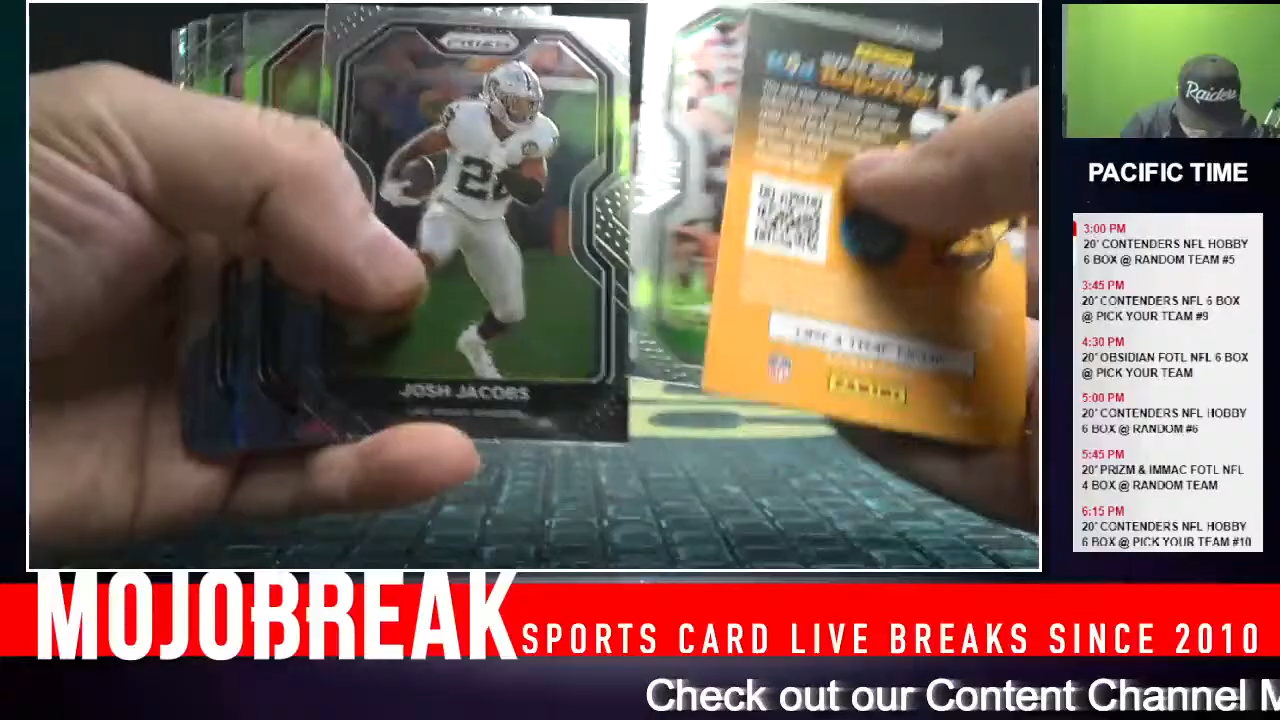 PRIZM
28
JOSH JACOBS
LIV
NFL
PANINI
Raiders
PACIFIC TIME
3:00 PM
20' CONTENDERS NFL HOBBY
6 BOX @ RANDOM TEAM #5
3:45 PM
20' CONTENDERS NFL 6 BOX
@ PICK YOUR TEAM #9
4:30 PM
20' OBSIDIAN FOTL NFL 6 BOX
@ PICK YOUR TEAM
5:00 PM
20' CONTENDERS NFL HOBBY
6 BOX @ RANDOM #6
5:45 PM
20' PRIZM & IMMAC FOTL NFL
4 BOX @ RANDOM TEAM
6:15 PM
20' CONTENDERS NFL HOBBY
6 BOX @ PICK YOUR TEAM #10
MOJOBREAK
SPORTS CARD LIVE BREAKS SINCE 2010
Check out our Content Channel M